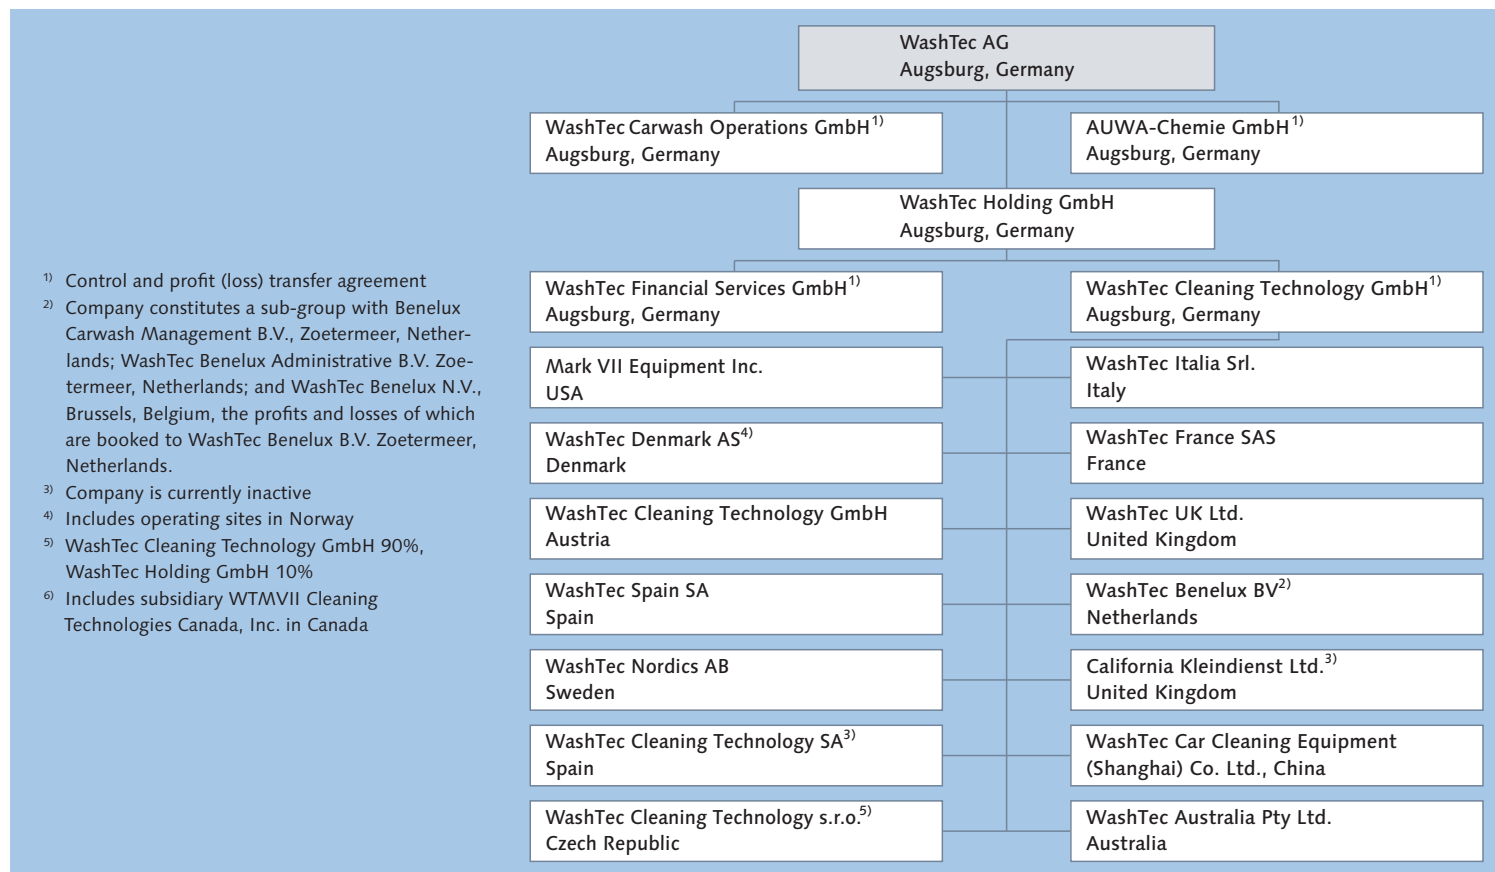 WashTec AG
Augsburg, Germany
WashTec Carwash Operations GmbH1)
Augsburg, Germany
AUWA-Chemie GmbH1)
Augsburg, Germany
WashTec Holding GmbH
Augsburg, Germany
1) Control and profit (loss) transfer agreement
2) Company constitutes a sub-group with Benelux
Carwash Management B.V., Zoetermeer, Nether-
lands; WashTec Benelux Administrative B.V. Zoe-
termeer, Netherlands; and WashTec Benelux N.V.,
Brussels, Belgium, the profits and losses of which
are booked to WashTec Benelux B.V. Zoetermeer,
Netherlands.
3) Company is currently inactive
4) Includes operating sites in Norway
5) WashTec Cleaning Technology GmbH 90%,
WashTec Holding GmbH 10%
6) Includes subsidiary WTMVII Cleaning
Technologies Canada, Inc. in Canada
WashTec Financial Services GmbH1)
Augsburg, Germany
WashTec Cleaning Technology GmbH1)
Augsburg, Germany
Mark VII Equipment Inc.
USA
WashTec Italia Srl.
Italy
WashTec Denmark AS4)
Denmark
WashTec France SAS
France
WashTec Cleaning Technology GmbH
Austria
WashTec UK Ltd.
United Kingdom
WashTec Spain SA
Spain
WashTec Benelux BV2)
Netherlands
WashTec Nordics AB
Sweden
California Kleindienst Ltd.3)
United Kingdom
WashTec Cleaning Technology SA3)
Spain
WashTec Car Cleaning Equipment
(Shanghai) Co. Ltd., China
WashTec Cleaning Technology s.r.o.5)
Czech Republic
WashTec Australia Pty Ltd.
Australia